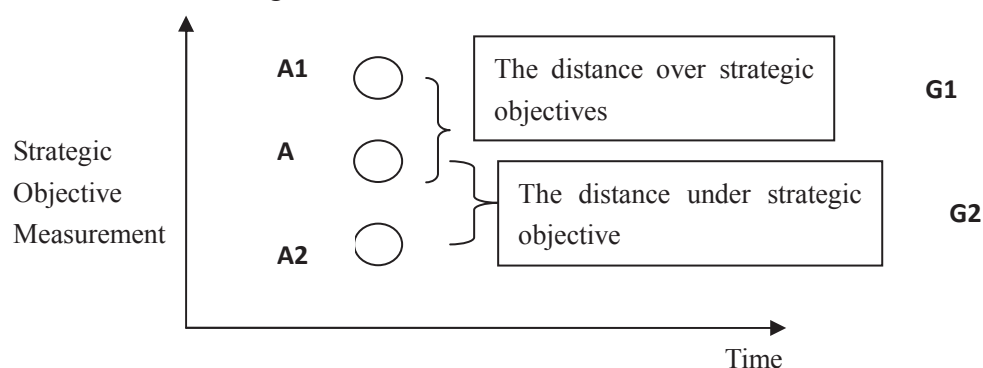 A1
The distance over strategic
objectives
G1
Strategic
Objective
Measurement
A
The distance under strategic
objective
G2
A2
Time